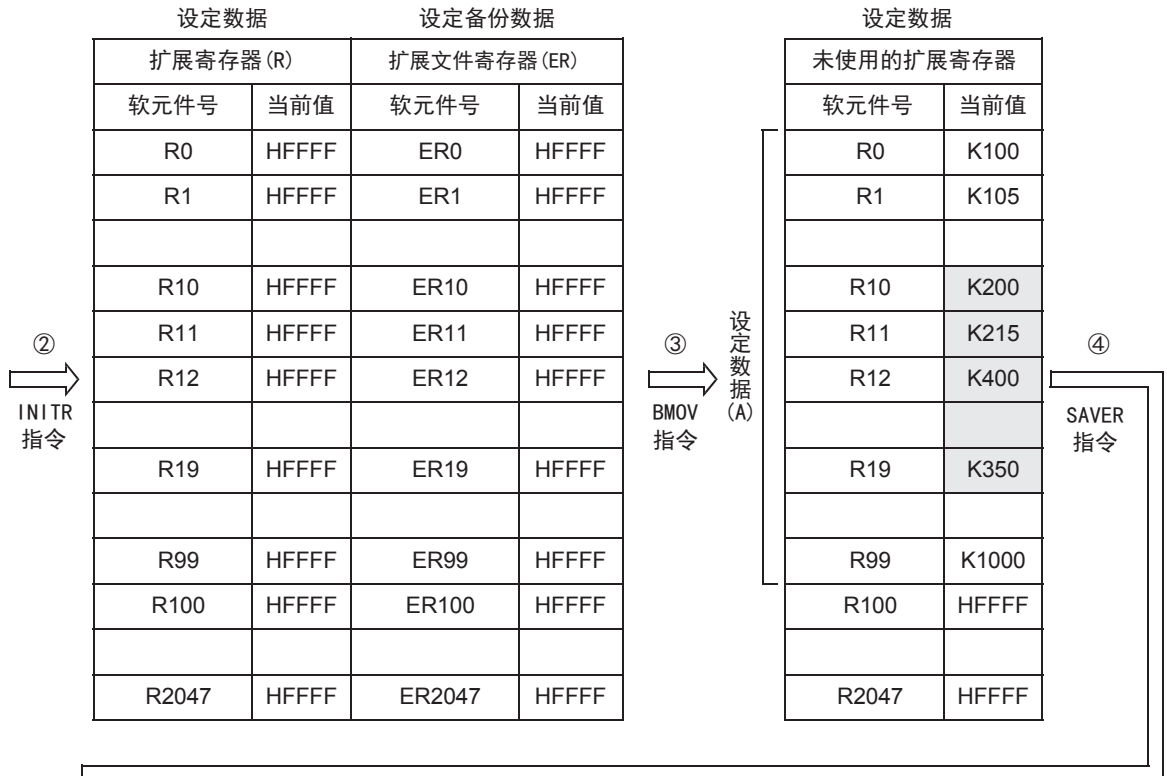 设定数据 设定备份数据 设定数据
扩展寄存器(R) 扩展文件寄存器(ER) 未使用的扩展寄存器
软元件号 当前值 软元件号 当前值 软元件号 当前值
R0 HFFFF ER0 HFFFF R0 K100
R1 HFFFF ER1 HFFFF R1 K105
R10 HFFFF ER10 HFFFF R10 K200
② R11 HFFFF ER11 HFFFF ③ R11 K215 ④
R12 HFFFF ER12 HFFFF 设定数据(A) R12 K400
INITR
指令
BMOV
指令
SAVER
指令
R19 HFFFF ER19 HFFFF R19 K350
R99 HFFFF ER99 HFFFF R99 K1000
R100 HFFFF ER100 HFFFF R100 HFFFF
R2047 HFFFF ER2047 HFFFF R2047 HFFFF